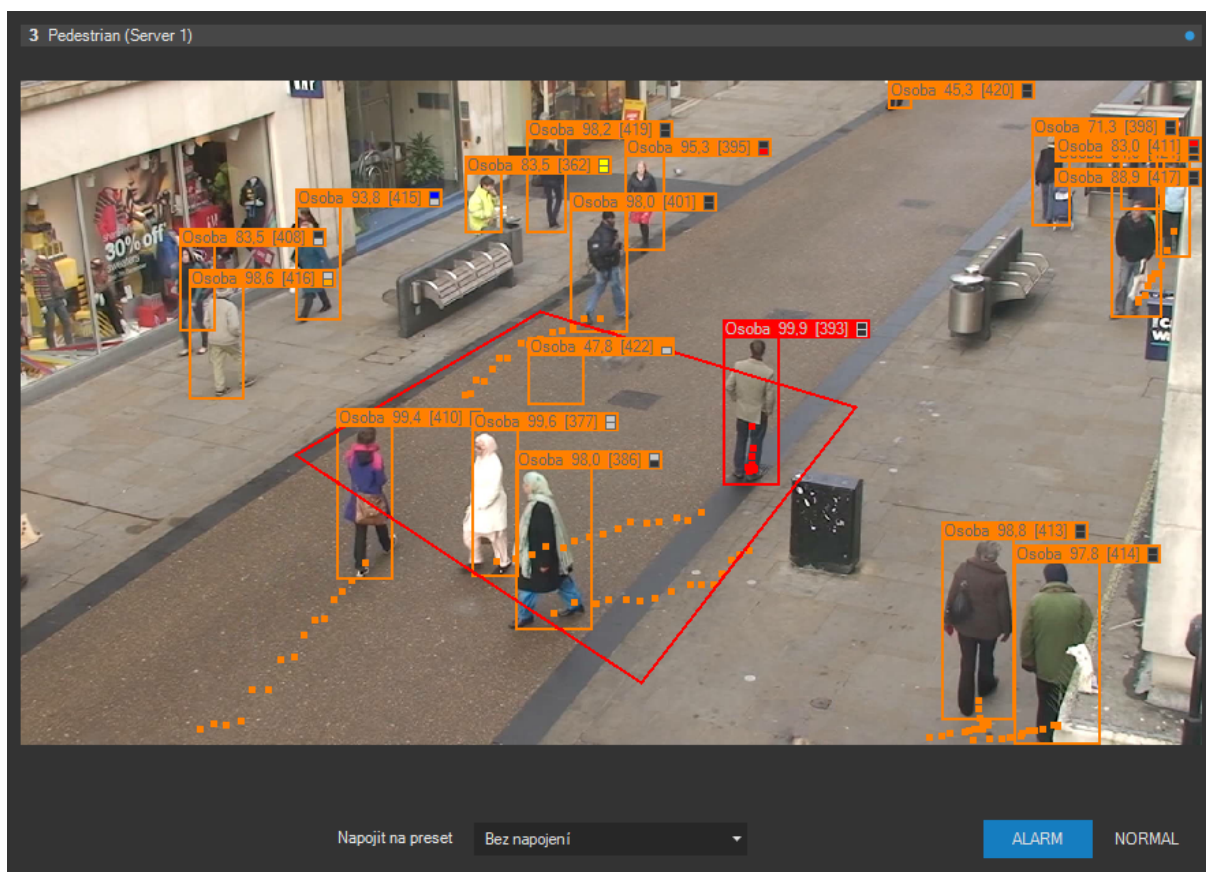 3 Pedestrian (Server 1)
Osoba 45,3 [420]
Osoba 98,2 [419]
Osoba 71,3 [398]
Osoba 95,3 [395]
Osoba 83,0 [411]
Osoba 83,5 [362]
Osoba 88,9 [417]
Osoba 93,8 [415]
Osoba 98,0 [401]
30% off
Osoba 83,5 [408]
Osoba 98,6 [416]
Osoba 99,9 [393]
Osoba 47,8 [422]
Osoba 99,4 [410]
Osoba 99,6 [377]
Osoba 98,0 [386]
Osoba 98,8 [413]
Osoba 97,8 [414]
Napojit na preset Bez napojení ALARM NORMAL